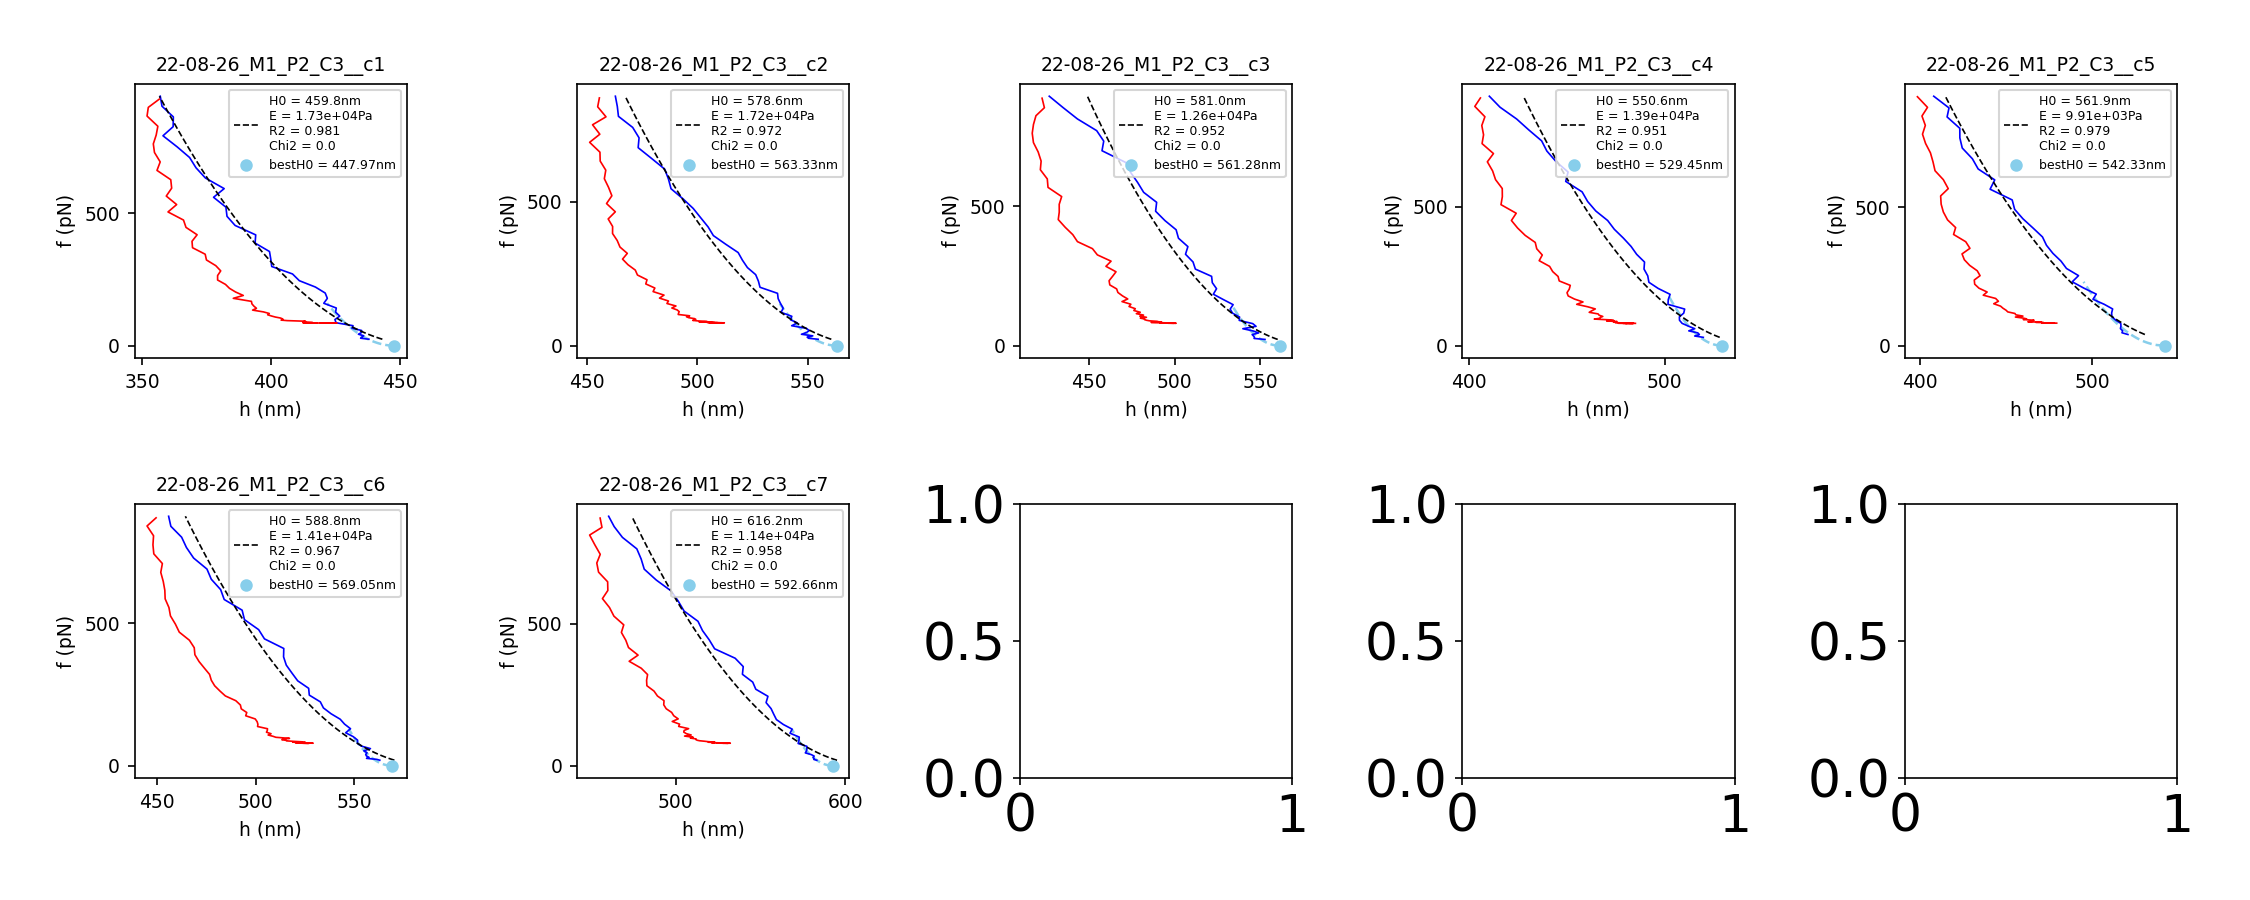 22-08-26_M1_P2_C3__c1
H0 = 459.8nm
E = 1.73e+04Pa
R2 = 0.981
Chi2 = 0.0
bestH0 = 447.97nm
500
0
f (pN)
350 400 450
h (nm)
22-08-26_M1_P2_C3__c2
H0 = 578.6nm
E = 1.72e+04Pa
R2 = 0.972
Chi2 = 0.0
bestH0 = 563.33nm
500
0
f (pN)
450 500 550
h (nm)
22-08-26_M1_P2_C3__c3
H0 = 581.0nm
E = 1.26e+04Pa
R2 = 0.952
Chi2 = 0.0
bestH0 = 561.28nm
500
0
f (pN)
450 500 550
h (nm)
22-08-26_M1_P2_C3__c4
H0 = 550.6nm
E = 1.39e+04Pa
R2 = 0.951
Chi2 = 0.0
bestH0 = 529.45nm
500
0
f (pN)
400 500
h (nm)
22-08-26_M1_P2_C3__c5
H0 = 561.9nm
E = 9.91e+03Pa
R2 = 0.979
Chi2 = 0.0
bestH0 = 542.33nm
500
0
f (pN)
400 500
h (nm)
22-08-26_M1_P2_C3__c6
H0 = 588.8nm
E = 1.41e+04Pa
R2 = 0.967
Chi2 = 0.0
bestH0 = 569.05nm
500
0
f (pN)
450 500 550
h (nm)
22-08-26_M1_P2_C3__c7
H0 = 616.2nm
E = 1.14e+04Pa
R2 = 0.958
Chi2 = 0.0
bestH0 = 592.66nm
500
0
f (pN)
500 600
h (nm)
1.0
0.5
0.0
0 1
1.0
0.5
0.0
0 1
1.0
0.5
0.0
0 1